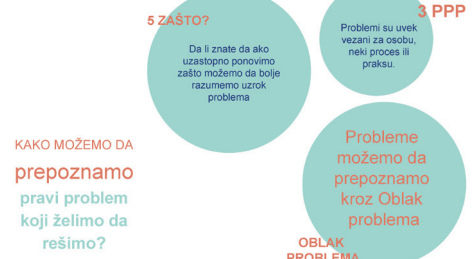 5 ZAŠTO?
Da li znate da ako
uzastopno ponovimo
zašto možemo da bolje
razumemo uzrok
problema
3 PPP
Problemi su uvek
vezani za osobu,
neki proces ili
praksu.
KAKO MOŽEMO DA
prepoznamo
pravi problem
koji želimo da
rešimo?
Probleme
možemo da
prepoznamo
kroz Oblak
problema
OBLAK
PROBLEMA